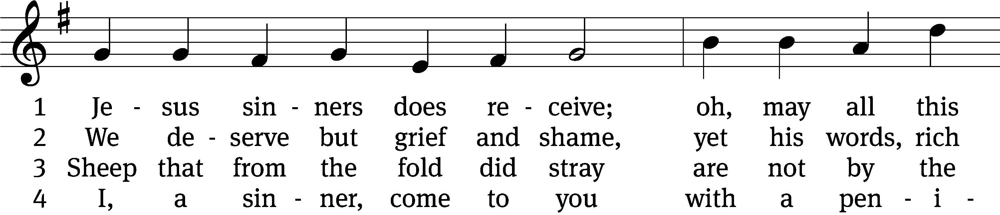 1 Je - sus sin - ners does re - ceive; oh, may all this
2 We de - serve but grief and shame, yet his words, rich
3 Sheep that from the fold did stray are not by the
4 I, a sin - ner, come to you with a pen - i -